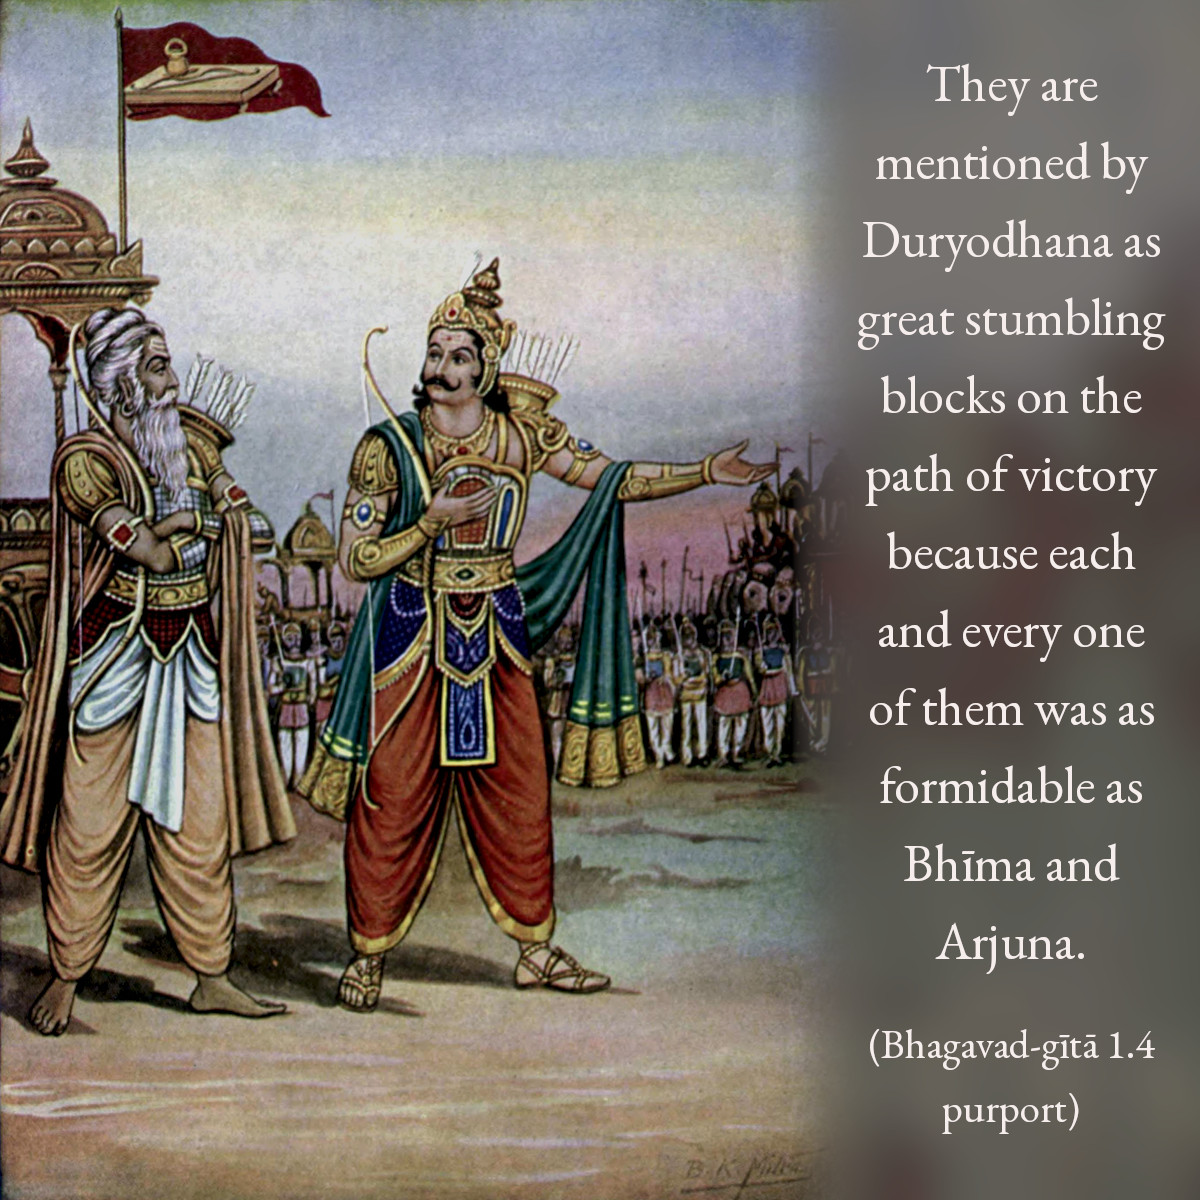 They are
mentioned by
Duryodhana as
great stumbling
blocks on the
path of victory
because each
and every one
of them was as
formidable as
Bhīma and
Arjuna.
(Bhagavad-gītā 1.4
purport)
B. K. Mitra